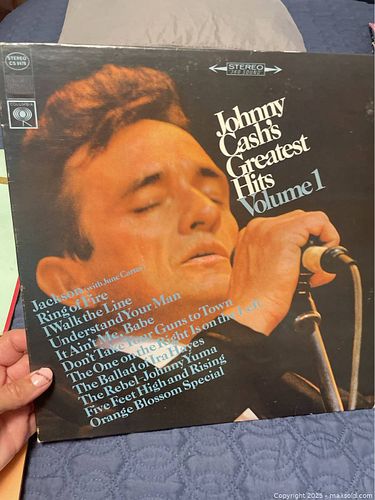 STEREO
CS 9478
STEREO
360 SOUND
COLUMBIA
Johnny
Cash's
Greatest
Hits
Volume 1
Jackson (with June Carter)
Ring of Fire
I Walk the Line
Understand Your Man
It Ain't Me, Babe
Don't Take Your Guns to Town
The One on the Right Is on the Left
The Ballad of Ira Hayes
The Rebel-Johnny Yuma
Five Feet High and Rising
Orange Blossom Special
Copyright 2025 - maxsold.com